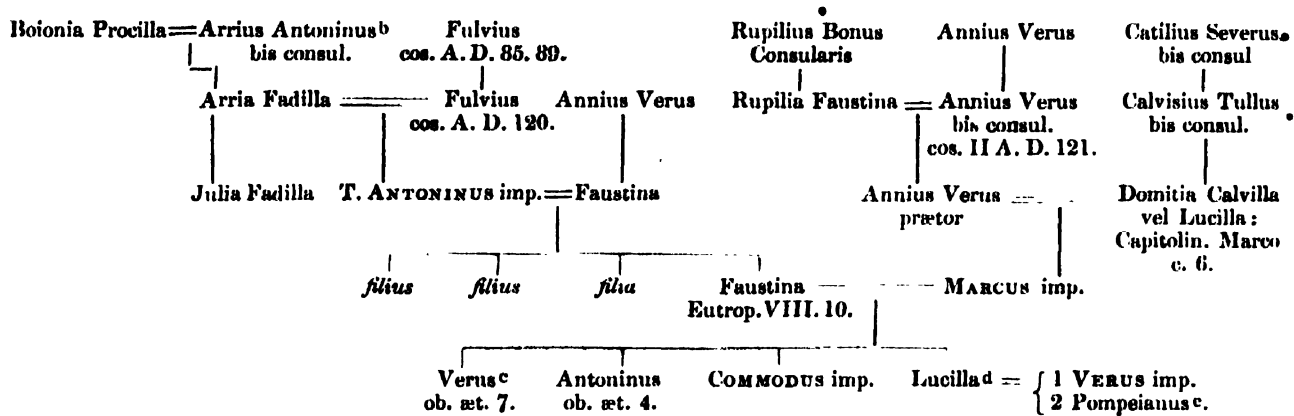 Boionia Procilla Arrius Antoninus b Fulvius Rupilius Bonus Annius Verus Catilius Severus.
bis consul. cos. A. D. 85. 89. Consularis bis consul
Arria Fadilla Fulvius Annius Verus Rupilia Faustina = Annius Verus Calvisius Tullus
cos. A. D. 120. bis consul. bis consul.
cos. II A. D. 121.
Julia Fadilla T. ANTONINUS imp. = Faustina Annius Verus Domitia Calvilla
prætor vel Lucilla:
Capitolin. Marco
c. 6.
filius filius filia Faustina MARCUS imp.
Eutrop. VIII. 10.
Verus c Antoninus COMMODUS imp. Lucilla d = { 1 VERUS imp.
ob. æt. 7. ob. æt. 4. 2 Pompeianus e.